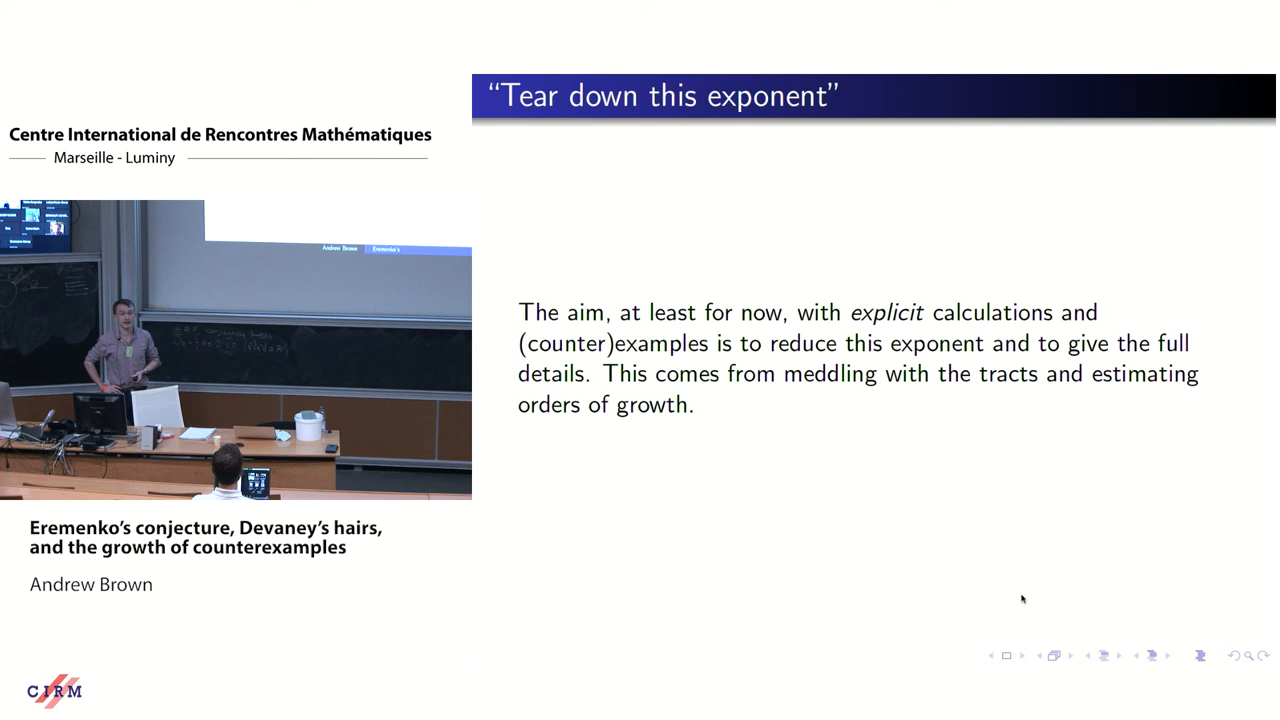 "Tear down this exponent"
Centre International de Rencontres Mathématiques
Marseille - Luminy
Andrew Brown
Eremenko's
The aim, at least for now, with explicit calculations and
(counter)examples is to reduce this exponent and to give the full
details. This comes from meddling with the tracts and estimating
orders of growth.
Eremenko's conjecture, Devaney's hairs,
and the growth of counterexamples
Andrew Brown
CIRM